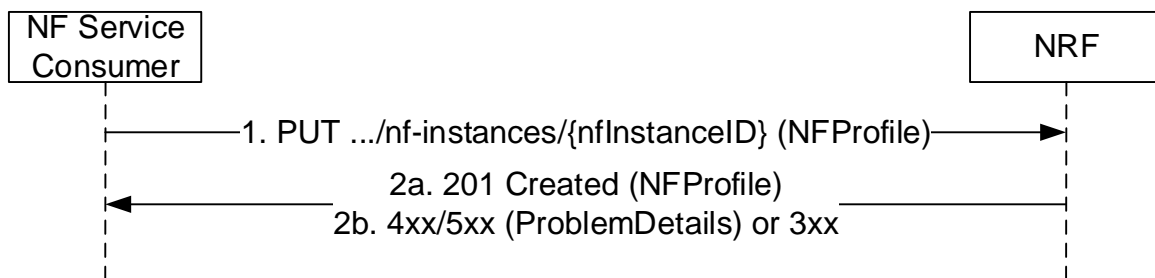 NF Service
Consumer
NRF
1. PUT .../nf-instances/{nfInstanceID} (NFProfile)
2a. 201 Created (NFProfile)
2b. 4xx/5xx (ProblemDetails) or 3xx